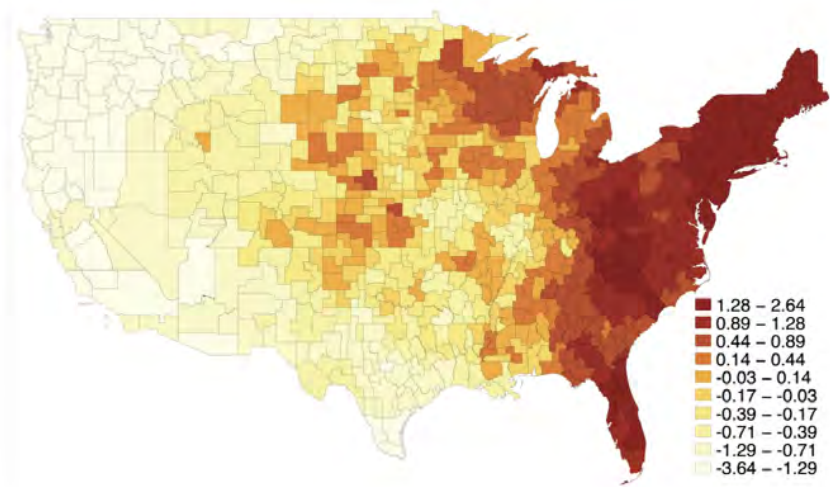 1.28 – 2.64
0.89 – 1.28
0.44 – 0.89
0.14 – 0.44
-0.03 – 0.14
-0.17 – -0.03
-0.39 – -0.17
-0.71 – -0.39
-1.29 – -0.71
-3.64 – -1.29